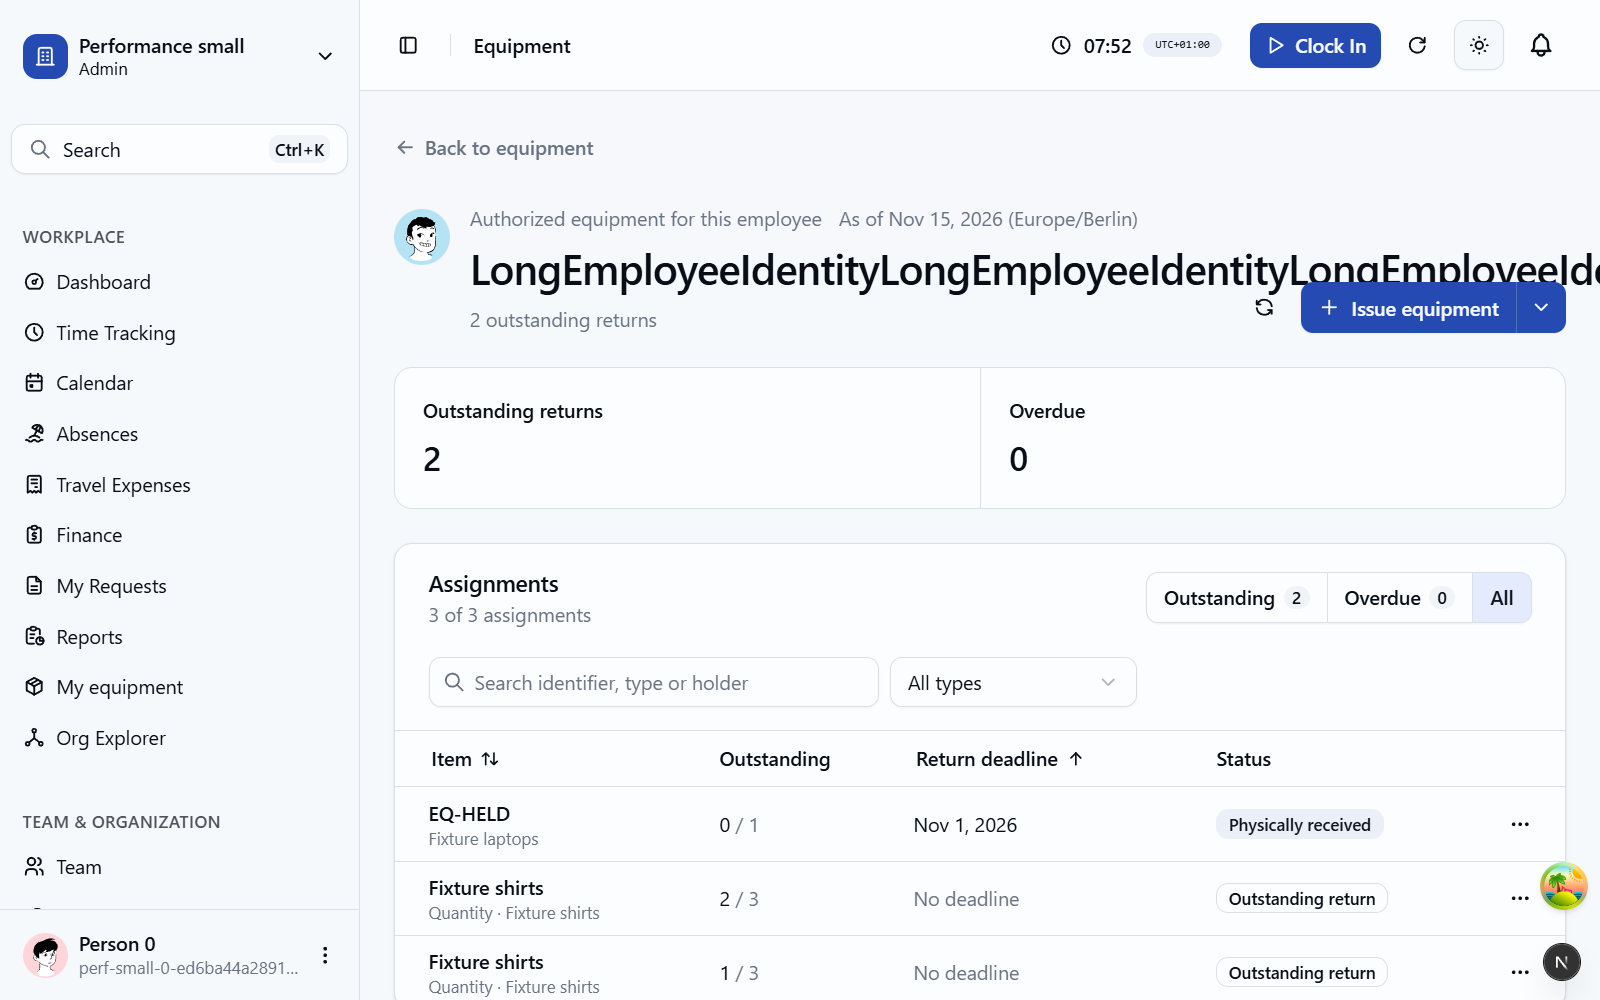 Performance small
Admin
Search
Ctrl+K
WORKPLACE
Dashboard
Time Tracking
Calendar
Absences
Travel Expenses
Finance
My Requests
Reports
My equipment
Org Explorer
TEAM & ORGANIZATION
Team
Person 0
perf-small-0-ed6ba44a2891...
Equipment
07:52
UTC+01:00
Clock In
Back to equipment
Authorized equipment for this employee As of Nov 15, 2026 (Europe/Berlin)
LongEmployeeIdentityLongEmployeeIdentityLongEmployeeIde
2 outstanding returns
Issue equipment
Outstanding returns
2
Overdue
0
Assignments
3 of 3 assignments
Outstanding 2
Overdue 0
All
Search identifier, type or holder
All types
Item
Outstanding
Return deadline
Status
EQ-HELD
Fixture laptops
0 / 1
Nov 1, 2026
Physically received
Fixture shirts
Quantity · Fixture shirts
2 / 3
No deadline
Outstanding return
Fixture shirts
Quantity · Fixture shirts
1 / 3
No deadline
Outstanding return
N